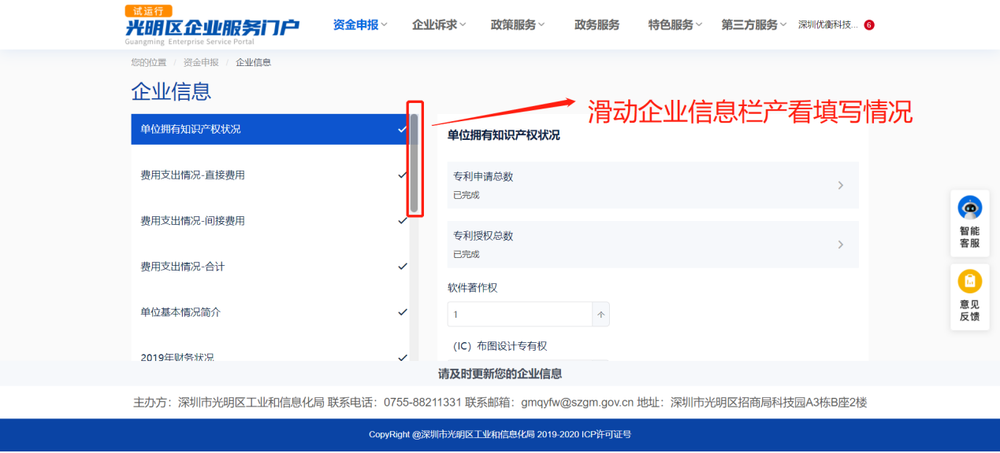 试运行
光明区企业服务门户
Guangming Enterprise Service Portal
资金申报 企业诉求 政策服务 政务服务 特色服务 第三方服务 深圳优衡科技... 6
您的位置 / 资金申报 / 企业信息
企业信息
滑动企业信息栏产看填写情况
单位拥有知识产权状况
费用支出情况-直接费用
费用支出情况-间接费用
费用支出情况-合计
单位基本情况简介
2019年财务状况
单位拥有知识产权状况
专利申请总数
已完成
专利授权总数
已完成
软件著作权
1 个
（IC）布图设计专有权
智能
客服
意见
反馈
请及时更新您的企业信息
主办方：深圳市光明区工业和信息化局 联系电话：0755-88211331 联系邮箱：gmqyfw@szgm.gov.cn 地址：深圳市光明区招商局科技园A3栋B座2楼
CopyRight @深圳市光明区工业和信息化局 2019-2020 ICP许可证号